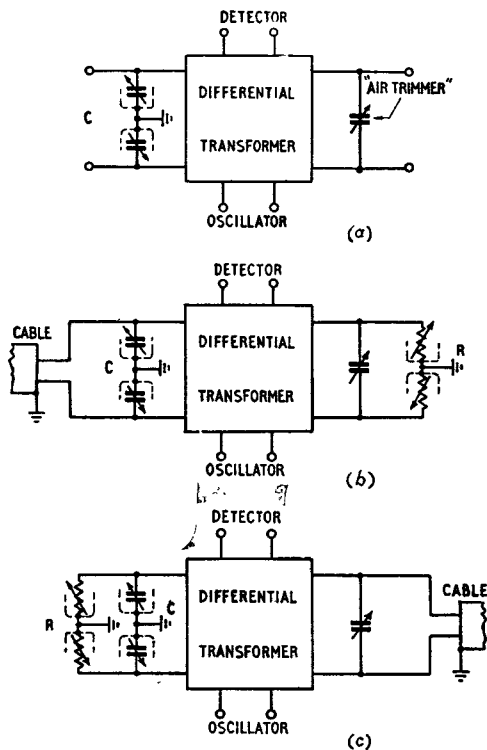 DETECTOR
"AIR TRIMMER"
C
DIFFERENTIAL
TRANSFORMER
OSCILLATOR
(a)
DETECTOR
CABLE
C
DIFFERENTIAL
TRANSFORMER
R
OSCILLATOR
(b)
DETECTOR
CABLE
R
C
DIFFERENTIAL
TRANSFORMER
OSCILLATOR
(c)